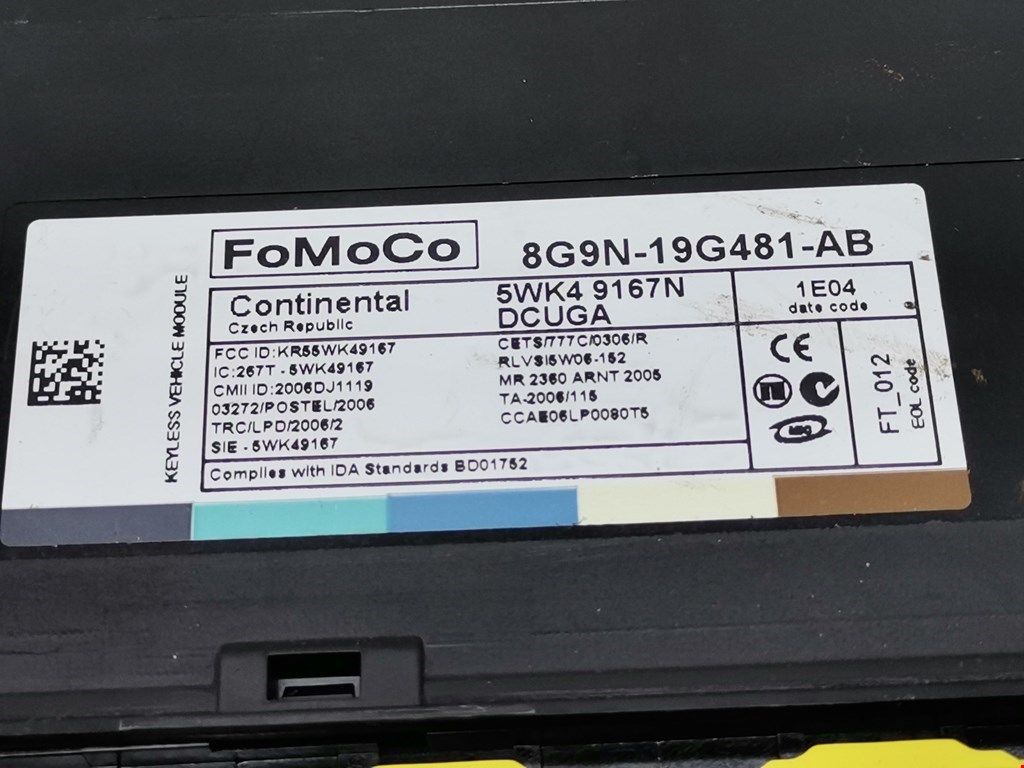 FoMoCo
8G9N-19G481-AB
Continental
Czech Republic
5WK4 9167N
DCUGA
1E04
date code
KEYLESS VEHICLE MODULE
FCC ID:KR55WK49167
IC:267T - 5WK49167
CMII ID:2006DJ1119
03272/POSTEL/2006
TRC/LPD/2006/2
SIE - 5WK49167
CETS/777C/0306/R
RLVSI5W06-152
MR 2360 ARNT 2005
TA-2006/115
CCAE06LP0080T5
CE
FT_012
EOL code
Complies with IDA Standards BD01752